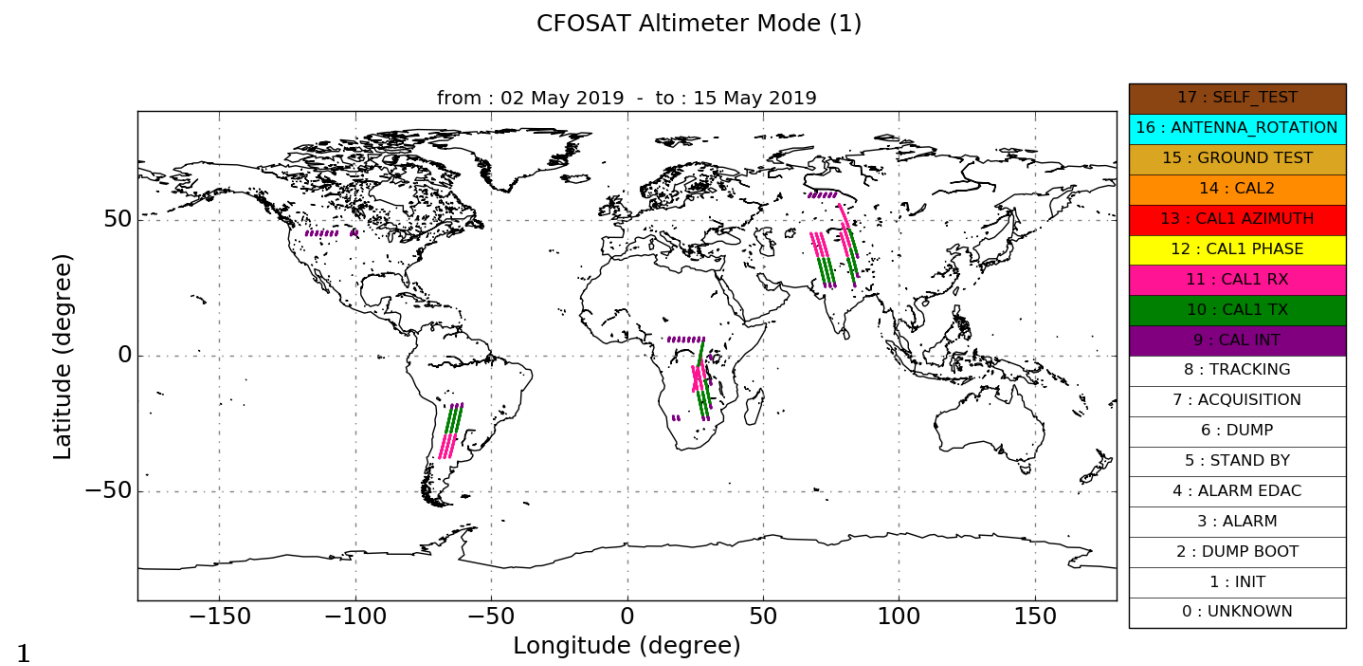 CFOSAT Altimeter Mode (1)
from : 02 May 2019 - to : 15 May 2019
17 : SELF_TEST
16 : ANTENNA_ROTATION
15 : GROUND TEST
14 : CAL2
13 : CAL1 AZIMUTH
12 : CAL1 PHASE
11 : CAL1 RX
10 : CAL1 TX
9 : CAL INT
8 : TRACKING
7 : ACQUISITION
6 : DUMP
5 : STAND BY
4 : ALARM EDAC
3 : ALARM
2 : DUMP BOOT
1 : INIT
0 : UNKNOWN
Latitude (degree)
50
0
−50
−150 −100 −50 0 50 100 150
Longitude (degree)
1